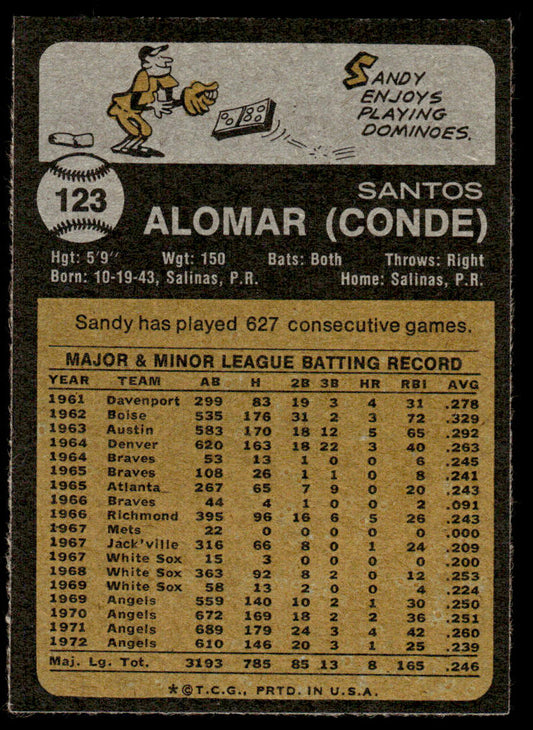 SANDY
ENJOYS
PLAYING
DOMINOES.
123
SANTOS
ALOMAR (CONDE)
Hgt: 5'9" Wgt: 150 Bats: Both Throws: Right
Born: 10-19-43, Salinas, P.R. Home: Salinas, P.R.
Sandy has played 627 consecutive games.
MAJOR & MINOR LEAGUE BATTING RECORD
YEAR TEAM AB H 2B 3B HR RBI AVG
1961 Davenport 299 83 19 3 4 31 .278
1962 Boise 535 176 31 2 3 72 .329
1963 Austin 583 170 18 12 5 65 .292
1964 Denver 620 163 18 22 3 40 .263
1964 Braves 53 13 1 0 0 6 .245
1965 Braves 108 26 1 1 0 8 .241
1965 Atlanta 267 65 7 9 0 20 .243
1966 Braves 44 4 1 0 0 2 .091
1966 Richmond 395 96 16 6 5 26 .243
1967 Mets 22 0 0 0 0 0 .000
1967 Jack'ville 316 66 8 0 1 24 .209
1967 White Sox 15 3 0 0 0 0 .200
1968 White Sox 363 92 8 2 0 12 .253
1969 White Sox 58 13 2 0 0 4 .224
1969 Angels 559 140 10 2 1 30 .250
1970 Angels 672 169 18 2 2 36 .251
1971 Angels 689 179 24 3 4 42 .260
1972 Angels 610 146 20 3 1 25 .239
Maj. Lg. Tot. 3193 785 85 13 8 165 .246
*©T.C.G., PRTD. IN U.S.A.